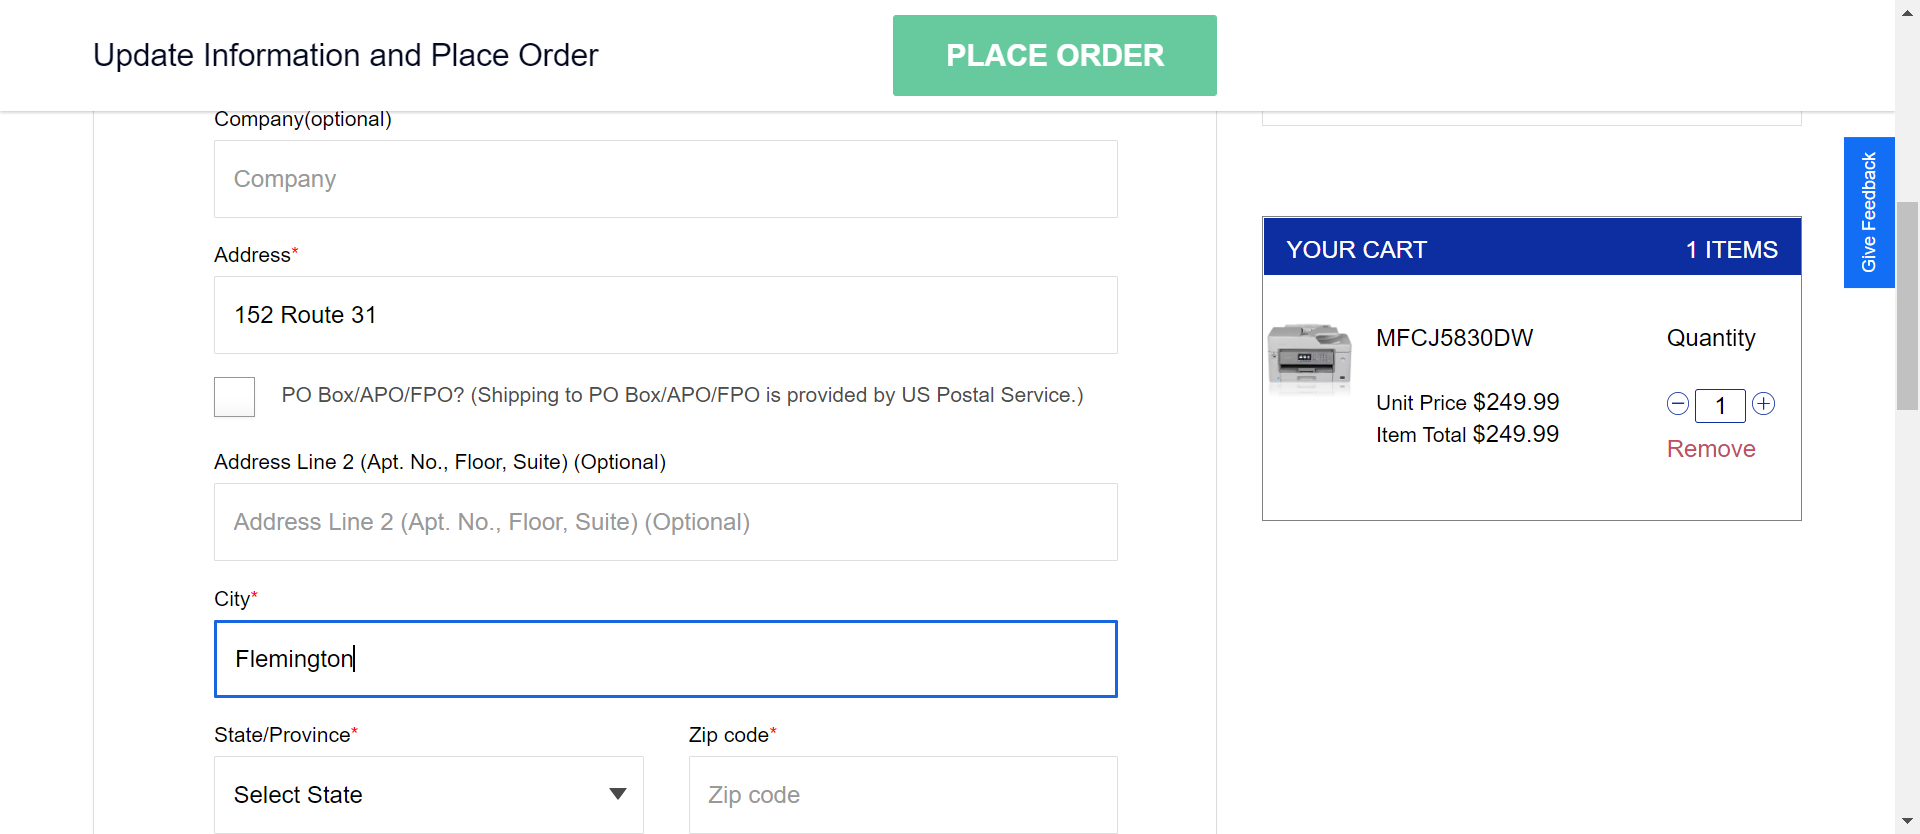 Update Information and Place Order
PLACE ORDER
Company(optional)
Company
Address*
152 Route 31
PO Box/APO/FPO? (Shipping to PO Box/APO/FPO is provided by US Postal Service.)
Address Line 2 (Apt. No., Floor, Suite) (Optional)
Address Line 2 (Apt. No., Floor, Suite) (Optional)
City*
Flemington
State/Province*
Zip code*
Select State
Zip code
YOUR CART
1 ITEMS
MFCJ5830DW
Quantity
Unit Price $249.99
1
Item Total $249.99
Remove
Give Feedback